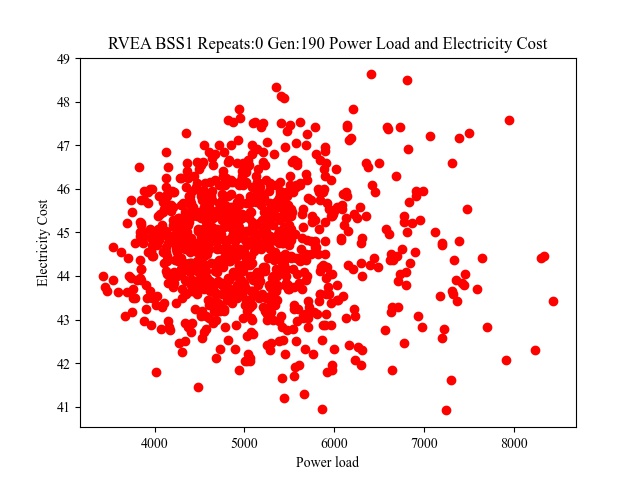 RVEA BSS1 Repeats:0 Gen:190 Power Load and Electricity Cost
49
48
47
46
45
44
43
42
41
Electricity Cost
4000 5000 6000 7000 8000
Power load